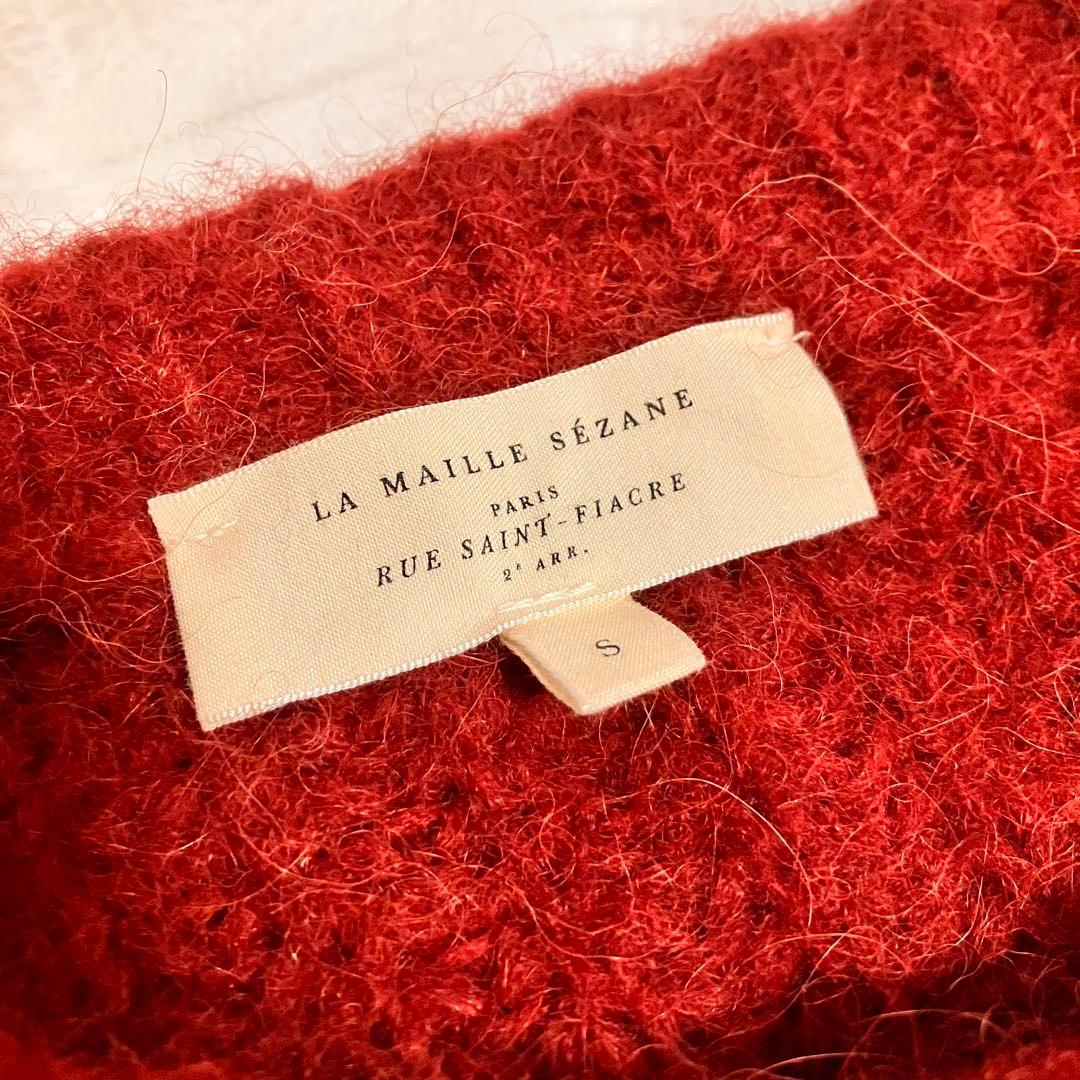 LA MAILLE SÉZANE
PARIS
RUE SAINT-FIACRE
2e ARR.
S